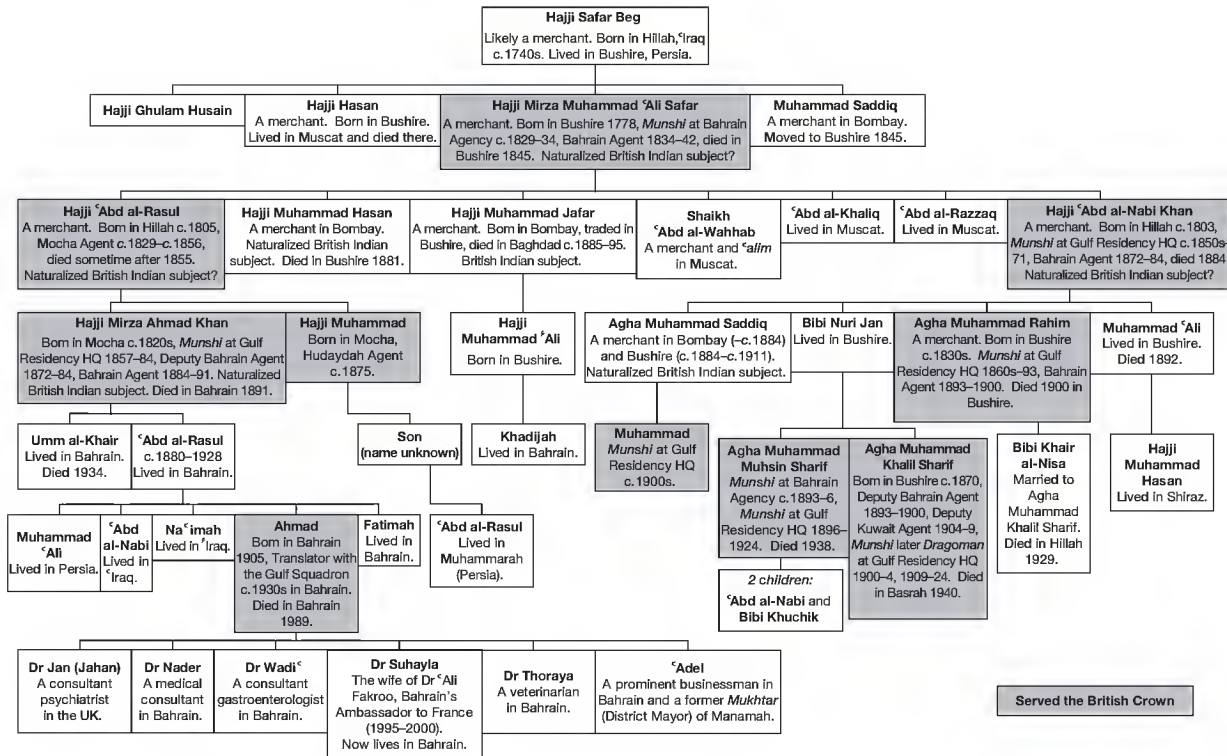 Hajji Safar Beg
Likely a merchant. Born in Hillah, ʿIraq
c.1740s. Lived in Bushire, Persia.
Hajji Ghulam Husain
Hajji Hasan
A merchant. Born in Bushire.
Lived in Muscat and died there.
Hajji Mirza Muhammad ʿAli Safar
A merchant. Born in Bushire 1778, Munshi at Bahrain
Agency c.1829–34, Bahrain Agent 1834–42, died in
Bushire 1845. Naturalized British Indian subject?
Muhammad Saddiq
A merchant in Bombay.
Moved to Bushire 1845.
Hajji ʿAbd al-Rasul
A merchant. Born in Hillah c.1805,
Mocha Agent c.1829–c.1856,
died sometime after 1855.
Naturalized British Indian subject?
Hajji Muhammad Hasan
A merchant in Bombay.
Naturalized British Indian
subject. Died in Bushire 1881.
Hajji Muhammad Jafar
A merchant. Born in Bombay, traded in
Bushire, died in Baghdad c.1885–95.
British Indian subject.
Shaikh
ʿAbd al-Wahhab
A merchant and ʿalim
in Muscat.
ʿAbd al-Khaliq
Lived in Muscat.
ʿAbd al-Razzaq
Lived in Muscat.
Hajji ʿAbd al-Nabi Khan
A merchant. Born in Hillah c.1803,
Munshi at Gulf Residency HQ c.1850s–
71, Bahrain Agent 1872–84, died 1884
Naturalized British Indian subject?
Hajji Mirza Ahmad Khan
Born in Mocha c.1820s, Munshi at Gulf
Residency HQ 1857–84, Deputy Bahrain Agent
1872–84, Bahrain Agent 1884–91. Naturalized
British Indian subject. Died in Bahrain 1891.
Hajji Muhammad
Born in Mocha,
Hudaydah Agent
c.1875.
Hajji
Muhammad ʿAli
Born in Bushire.
Agha Muhammad Saddiq
A merchant in Bombay (–c.1884)
and Bushire (c.1884–c.1911).
Naturalized British Indian subject.
Bibi Nuri Jan
Lived in Bushire.
Agha Muhammad Rahim
A merchant. Born in Bushire
c.1830s. Munshi at Gulf
Residency HQ 1860s–93, Bahrain
Agent 1893–1900. Died 1900 in
Bushire.
Muhammad ʿAli
Lived in Bushire.
Died 1892.
Umm al-Khair
Lived in Bahrain.
Died 1934.
ʿAbd al-Rasul
c.1880–1928
Lived in Bahrain.
Son
(name unknown)
Khadijah
Lived in Bahrain.
Muhammad
Munshi at Gulf
Residency HQ
c.1900s.
Agha Muhammad
Muhsin Sharif
Munshi at Bahrain
Agency c.1893–6,
Munshi at Gulf
Residency HQ 1896–
1924. Died 1938.
Agha Muhammad
Khalil Sharif
Born in Bushire c.1870,
Deputy Bahrain Agent
1893–1900, Deputy
Kuwait Agent 1904–9,
Munshi later Dragoman
at Gulf Residency HQ
1900–4, 1909–24. Died
in Basrah 1940.
Bibi Khair
al-Nisa
Married to
Agha
Muhammad
Khalil Sharif.
Died in Hillah
1929.
Hajji
Muhammad
Hasan
Lived in Shiraz.
Muhammad
ʿAli
Lived in Persia.
ʿAbd
al-Nabi
Lived in
ʿIraq.
Naʿimah
Lived in ʿIraq.
Ahmad
Born in Bahrain
1905, Translator with
the Gulf Squadron
c.1930s in Bahrain.
Died in Bahrain
1989.
Fatimah
Lived in
Bahrain.
ʿAbd al-Rasul
Lived in
Muhammarah
(Persia).
2 children:
ʿAbd al-Nabi and
Bibi Khuchik
Dr Jan (Jahan)
A consultant
psychiatrist
in the UK.
Dr Nader
A medical
consultant
in Bahrain.
Dr Wadiʿ
A consultant
gastroenterologist
in Bahrain.
Dr Suhayla
The wife of Dr ʿAli
Fakroo, Bahrain's
Ambassador to France
(1995–2000).
Now lives in Bahrain.
Dr Thoraya
A veterinarian
in Bahrain.
ʿAdel
A prominent businessman in
Bahrain and a former Mukhtar
(District Mayor) of Manamah.
Served the British Crown